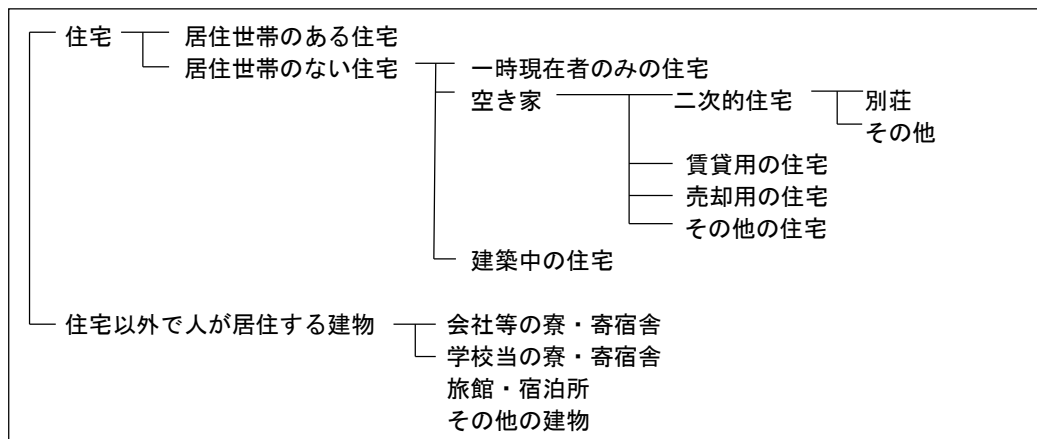 住宅 居住世帯のある住宅
居住世帯のない住宅 一時現在者のみの住宅
空き家 二次的住宅 別荘
その他
賃貸用の住宅
売却用の住宅
その他の住宅
建築中の住宅
住宅以外で人が居住する建物 会社等の寮・寄宿舎
学校当の寮・寄宿舎
旅館・宿泊所
その他の建物